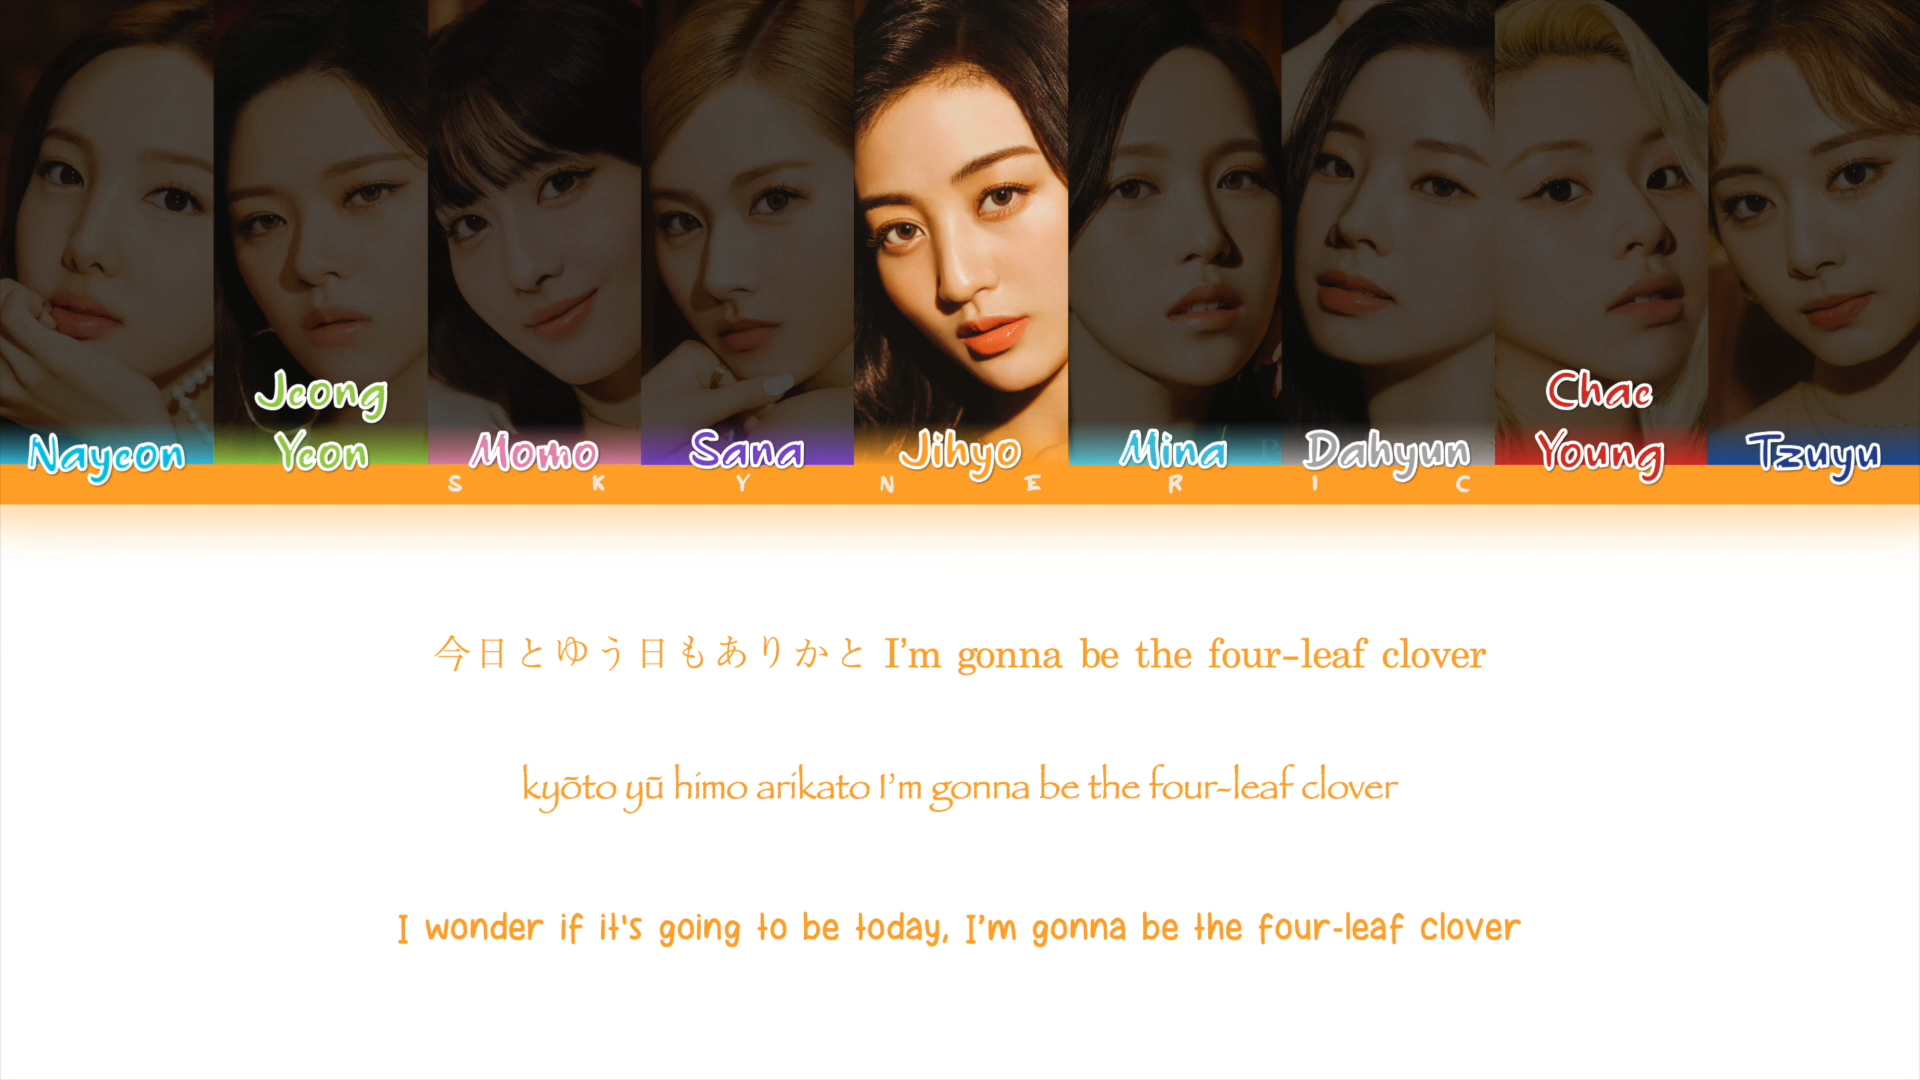 Nayeon
Jeong
Yeon
Momo
Sana
Jihyo
Mina
Dahyun
Chae
Young
Tzuyu
S K Y N E R I C
今日とゆう日もありかと I’m gonna be the four-leaf clover
kyōto yū himo arikato I’m gonna be the four-leaf clover
I wonder if it's going to be today, I’m gonna be the four-leaf clover